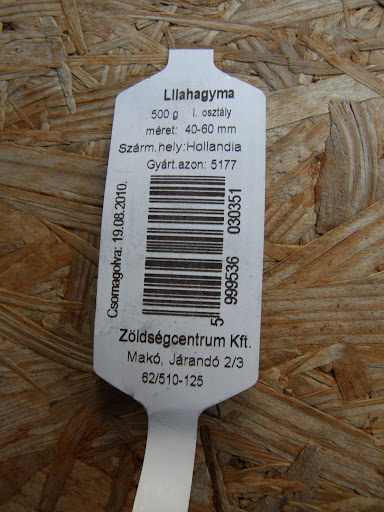 Lilahagyma
500 g I. osztály
méret: 40-60 mm
Szárm.hely:Hollandia
Gyárt.azon: 5177
Csomagolva: 19.08.2010.
5 999536 030351
Zöldségcentrum Kft.
Makó, Járandó 2/3
62/510-125